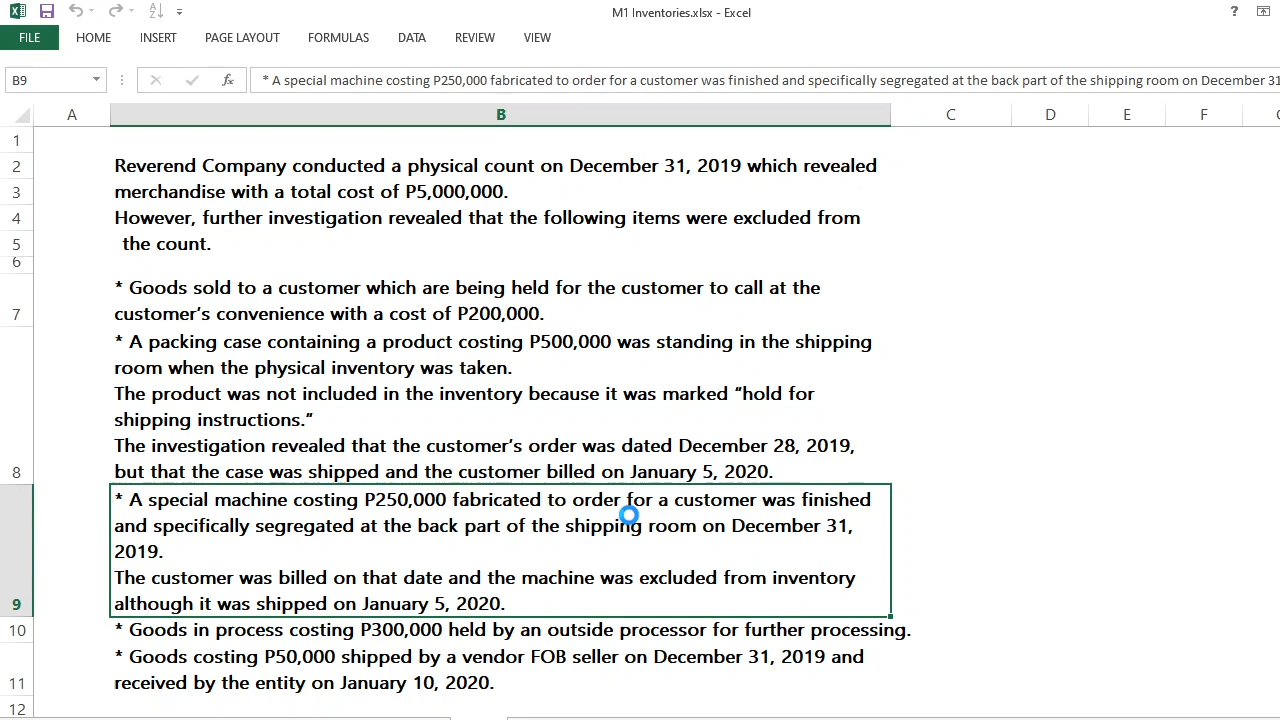 M1 Inventories.xlsx - Excel
?
FILE HOME INSERT PAGE LAYOUT FORMULAS DATA REVIEW VIEW
B9 fx * A special machine costing P250,000 fabricated to order for a customer was finished and specifically segregated at the back part of the shipping room on December 31
A B C D E F
1
2 Reverend Company conducted a physical count on December 31, 2019 which revealed
3 merchandise with a total cost of P5,000,000.
4 However, further investigation revealed that the following items were excluded from
5 the count.
6
* Goods sold to a customer which are being held for the customer to call at the
7 customer’s convenience with a cost of P200,000.
* A packing case containing a product costing P500,000 was standing in the shipping
room when the physical inventory was taken.
The product was not included in the inventory because it was marked “hold for
shipping instructions.”
The investigation revealed that the customer’s order was dated December 28, 2019,
8 but that the case was shipped and the customer billed on January 5, 2020.
* A special machine costing P250,000 fabricated to order for a customer was finished
and specifically segregated at the back part of the shipping room on December 31,
2019.
The customer was billed on that date and the machine was excluded from inventory
9 although it was shipped on January 5, 2020.
10 * Goods in process costing P300,000 held by an outside processor for further processing.
* Goods costing P50,000 shipped by a vendor FOB seller on December 31, 2019 and
11 received by the entity on January 10, 2020.
12